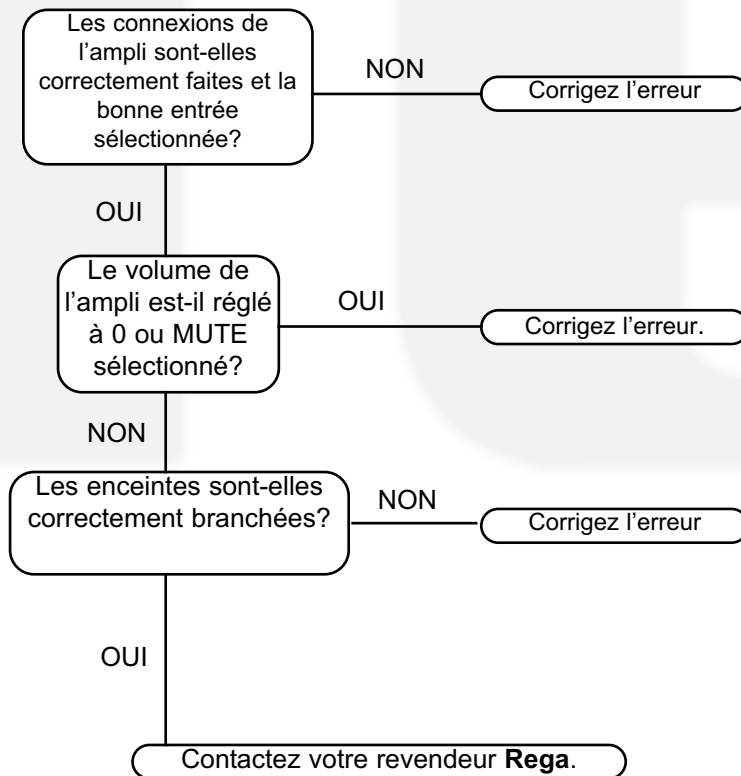 Les connexions de
l'ampli sont-elles
correctement faites et la
bonne entrée
sélectionnée?
NON
Corrigez l'erreur
OUI
Le volume de
l'ampli est-il réglé
à 0 ou MUTE
sélectionné?
OUI
Corrigez l'erreur.
NON
Les enceintes sont-elles
correctement branchées?
NON
Corrigez l'erreur
OUI
Contactez votre revendeur Rega.